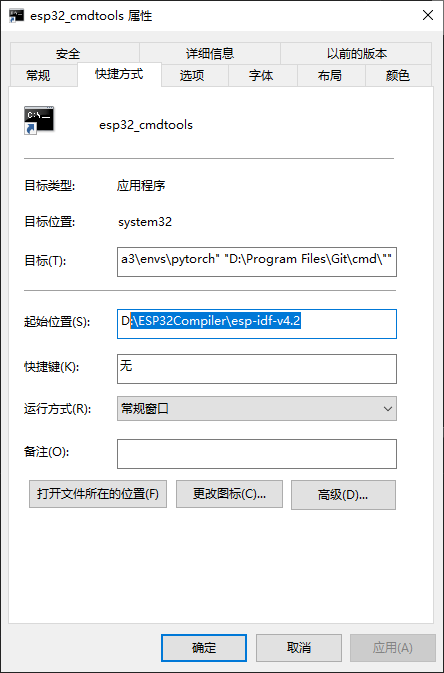 esp32_cmdtools 属性
安全 详细信息 以前的版本
常规 快捷方式 选项 字体 布局 颜色
C:\
esp32_cmdtools
目标类型: 应用程序
目标位置: system32
目标(T): a3\envs\pytorch" "D:\Program Files\Git\cmd\""
起始位置(S): D:\ESP32Compiler\esp-idf-v4.2
快捷键(K): 无
运行方式(R): 常规窗口
备注(O):
打开文件所在的位置(F) 更改图标(C)... 高级(D)...
确定 取消 应用(A)